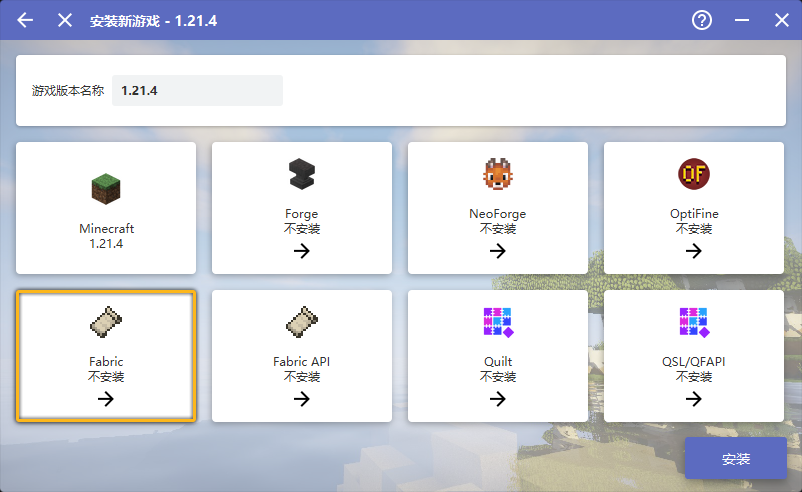 安装新游戏 - 1.21.4
游戏版本名称 1.21.4
Minecraft
1.21.4
Forge
不安装
NeoForge
不安装
OF
OptiFine
不安装
Fabric
不安装
Fabric API
不安装
Quilt
不安装
QSL/QFAPI
不安装
安装